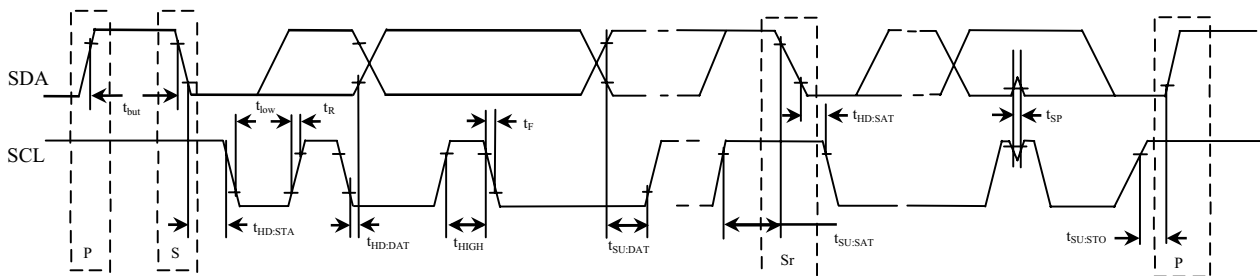 SDA
t_but
t_low
t_R
t_F
t_HD:SAT
t_SP
SCL
t_HD:STA
t_HD:DAT
t_HIGH
t_SU:DAT
t_SU:SAT
t_SU:STO
P
S
Sr
P